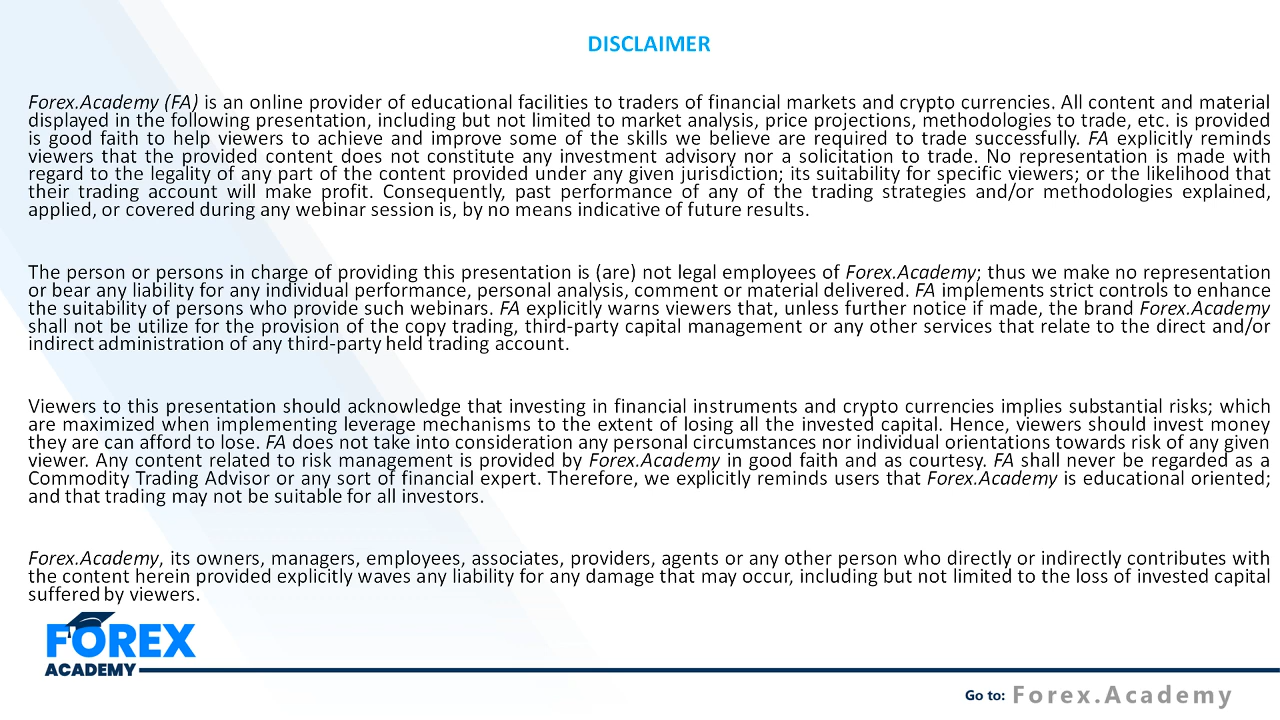 DISCLAIMER
Forex.Academy (FA) is an online provider of educational facilities to traders of financial markets and crypto currencies. All content and material
displayed in the following presentation, including but not limited to market analysis, price projections, methodologies to trade, etc. is provided
is good faith to help viewers to achieve and improve some of the skills we believe are required to trade successfully. FA explicitly reminds
viewers that the provided content does not constitute any investment advisory nor a solicitation to trade. No representation is made with
regard to the legality of any part of the content provided under any given jurisdiction; its suitability for specific viewers; or the likelihood that
their trading account will make profit. Consequently, past performance of any of the trading strategies and/or methodologies explained,
applied, or covered during any webinar session is, by no means indicative of future results.
The person or persons in charge of providing this presentation is (are) not legal employees of Forex.Academy; thus we make no representation
or bear any liability for any individual performance, personal analysis, comment or material delivered. FA implements strict controls to enhance
the suitability of persons who provide such webinars. FA explicitly warns viewers that, unless further notice if made, the brand Forex.Academy
shall not be utilize for the provision of the copy trading, third-party capital management or any other services that relate to the direct and/or
indirect administration of any third-party held trading account.
Viewers to this presentation should acknowledge that investing in financial instruments and crypto currencies implies substantial risks; which
are maximized when implementing leverage mechanisms to the extent of losing all the invested capital. Hence, viewers should invest money
they are can afford to lose. FA does not take into consideration any personal circumstances nor individual orientations towards risk of any given
viewer. Any content related to risk management is provided by Forex.Academy in good faith and as courtesy. FA shall never be regarded as a
Commodity Trading Advisor or any sort of financial expert. Therefore, we explicitly reminds users that Forex.Academy is educational oriented;
and that trading may not be suitable for all investors.
Forex.Academy, its owners, managers, employees, associates, providers, agents or any other person who directly or indirectly contributes with
the content herein provided explicitly waves any liability for any damage that may occur, including but not limited to the loss of invested capital
suffered by viewers.
FOREX
ACADEMY
Go to: Forex.Academy